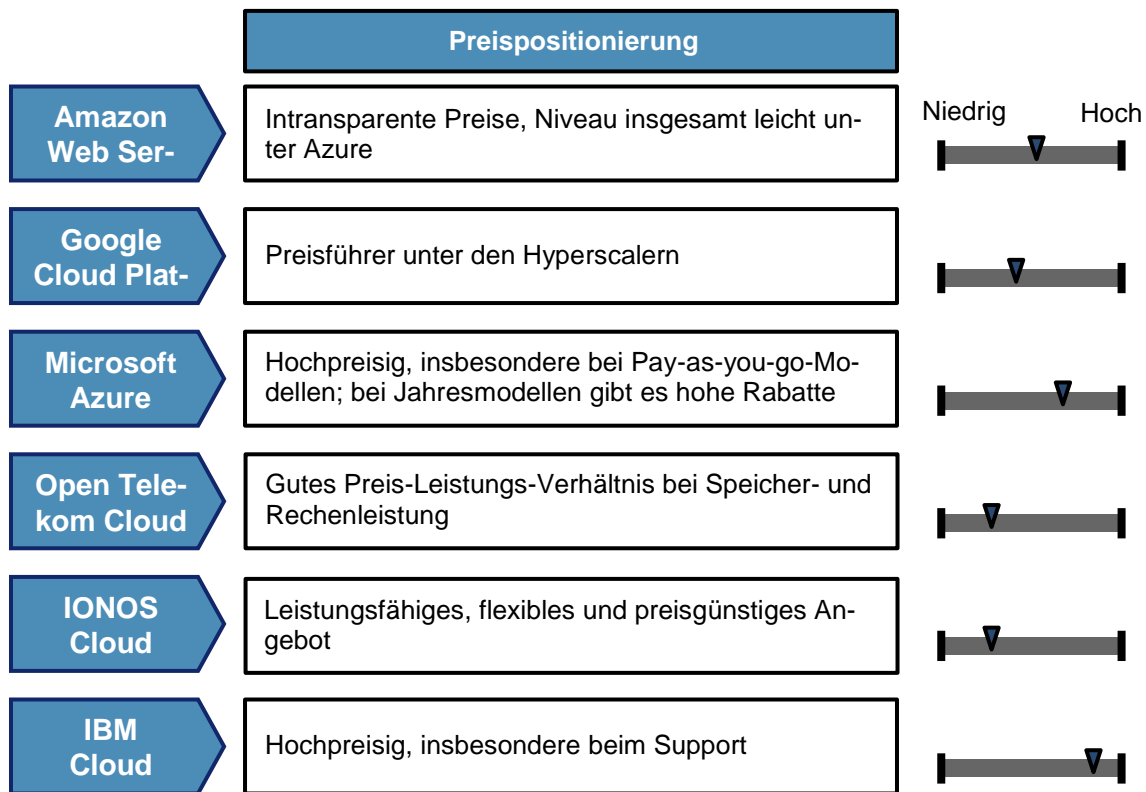 Preispositionierung
Amazon
Web Ser-
Intransparente Preise, Niveau insgesamt leicht un-
ter Azure
Niedrig
Hoch
Google
Cloud Plat-
Preisführer unter den Hyperscalern
Microsoft
Azure
Hochpreisig, insbesondere bei Pay-as-you-go-Mo-
dellen; bei Jahresmodellen gibt es hohe Rabatte
Open Tele-
kom Cloud
Gutes Preis-Leistungs-Verhältnis bei Speicher- und
Rechenleistung
IONOS
Cloud
Leistungsfähiges, flexibles und preisgünstiges An-
gebot
IBM
Cloud
Hochpreisig, insbesondere beim Support